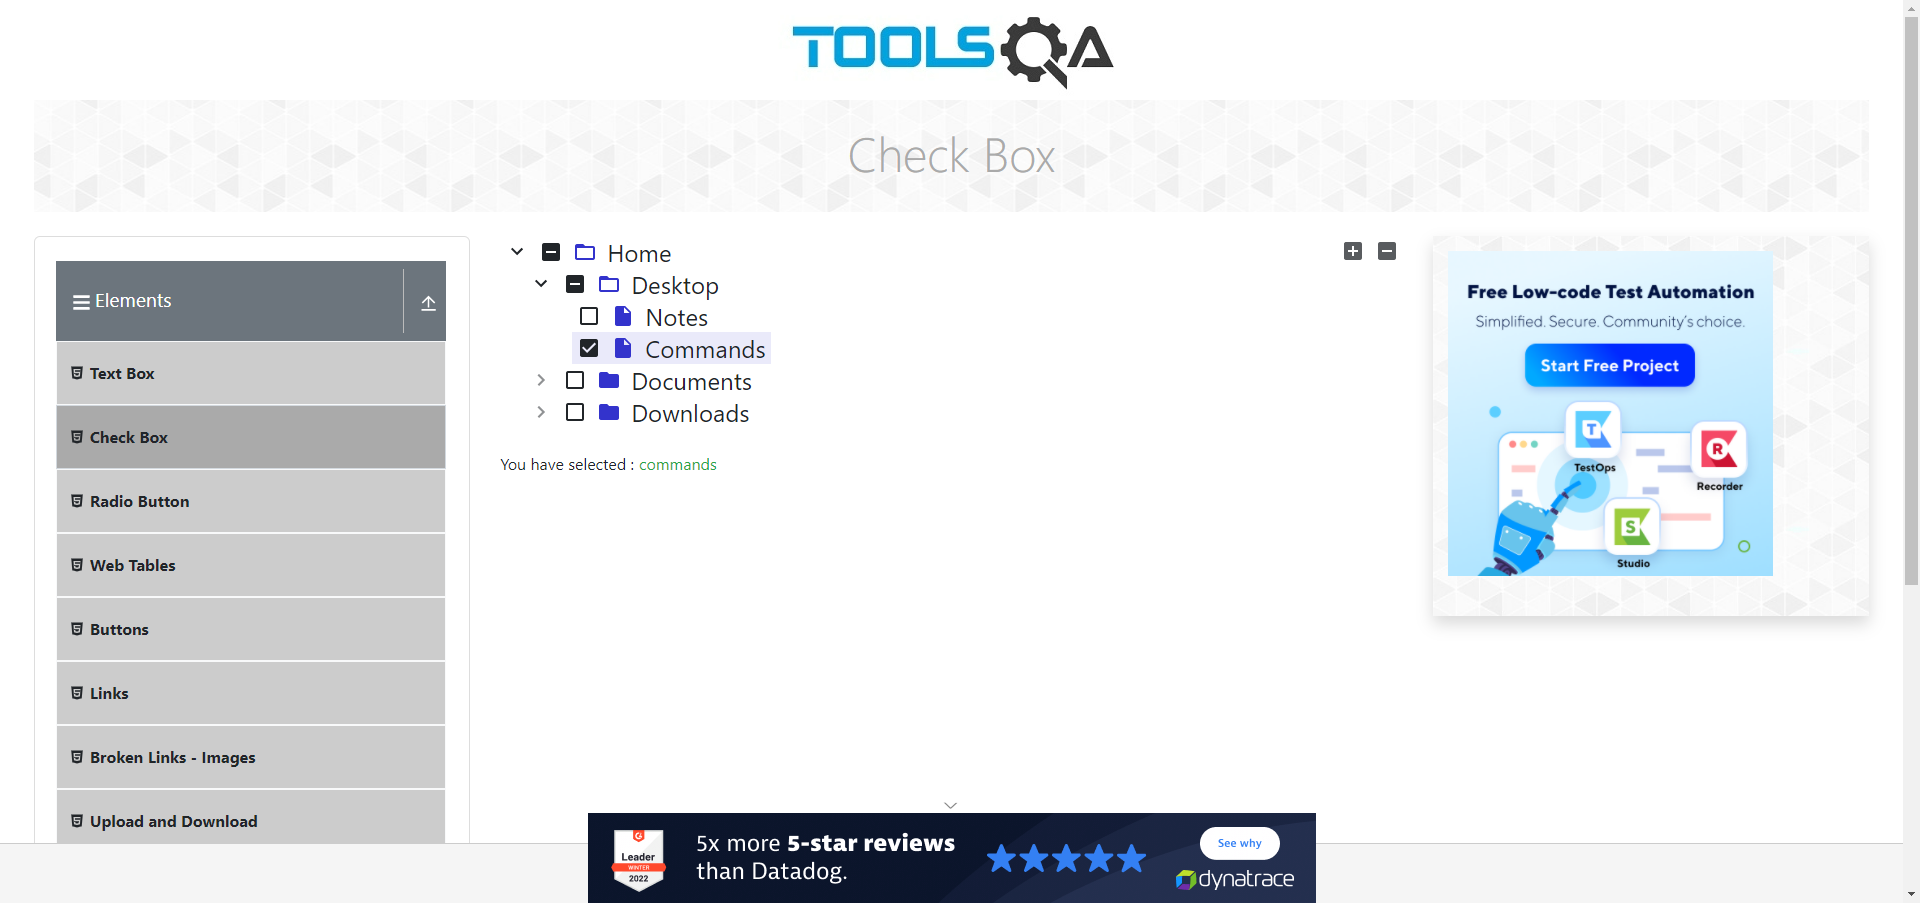 TOOLSQA
Check Box
Elements
Text Box
Check Box
Radio Button
Web Tables
Buttons
Links
Broken Links - Images
Upload and Download
Home
Desktop
Notes
Commands
Documents
Downloads
You have selected : commands
Free Low-code Test Automation
Simplified. Secure. Community's choice.
Start Free Project
T
TestOps
R
Recorder
S
Studio
G
Leader
WINTER
2022
5x more 5-star reviews
than Datadog.
See why
dynatrace